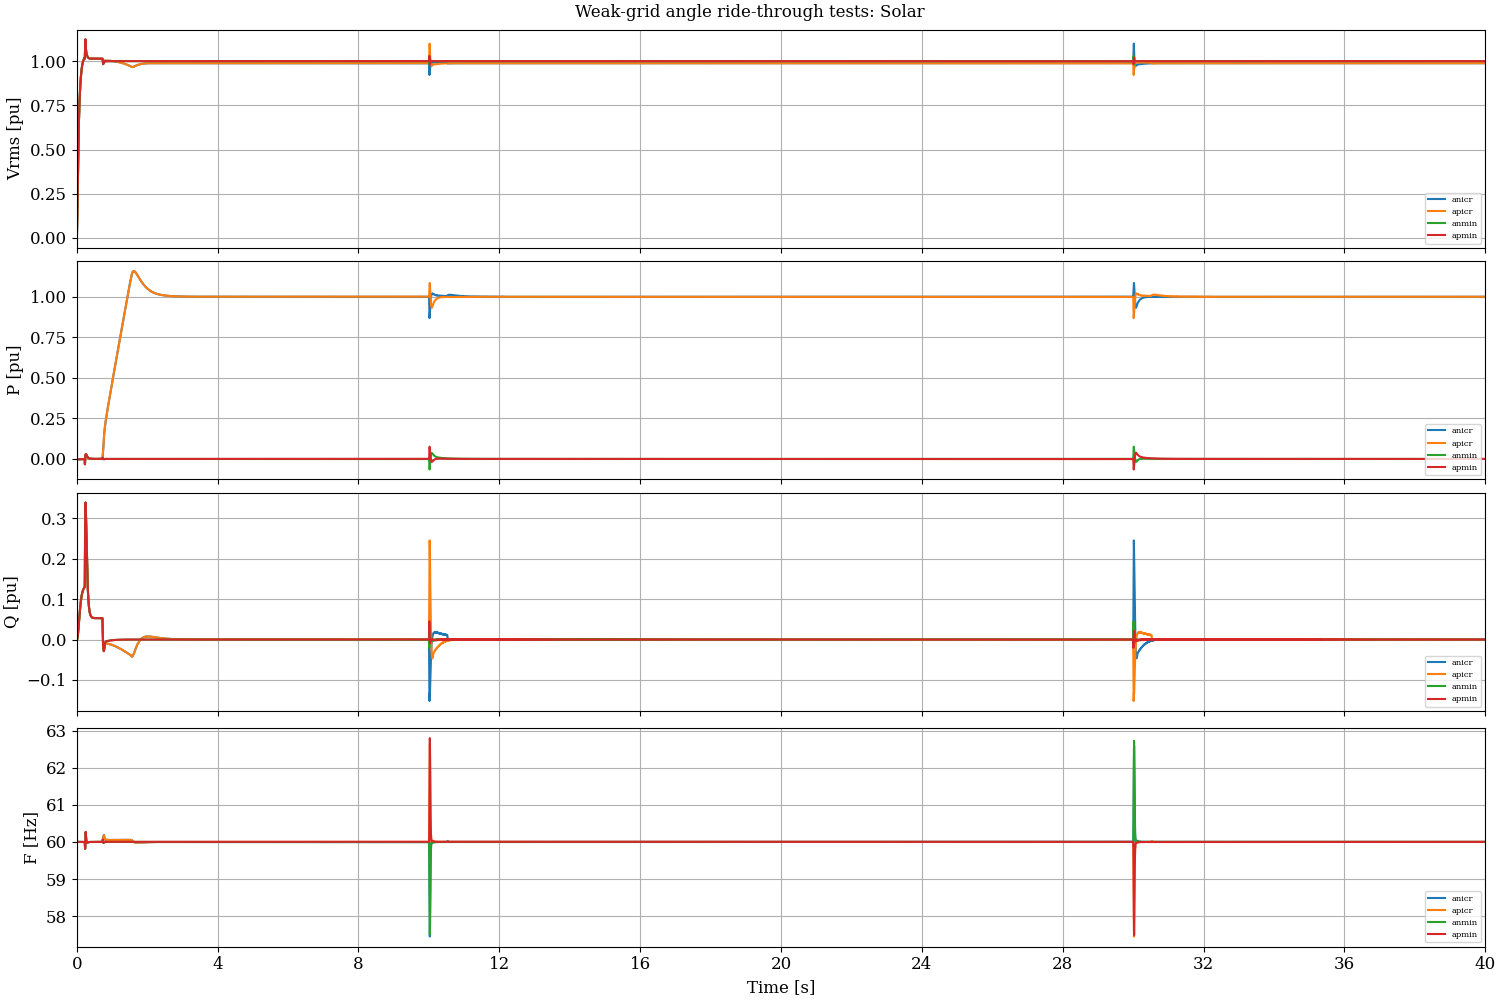 Weak-grid angle ride-through tests: Solar
Vrms [pu]
1.00
0.75
0.50
0.25
0.00
anicr
apicr
anmin
apmin
P [pu]
1.00
0.75
0.50
0.25
0.00
anicr
apicr
anmin
apmin
Q [pu]
0.3
0.2
0.1
0.0
−0.1
anicr
apicr
anmin
apmin
F [Hz]
63
62
61
60
59
58
anicr
apicr
anmin
apmin
0 4 8 12 16 20 24 28 32 36 40
Time [s]